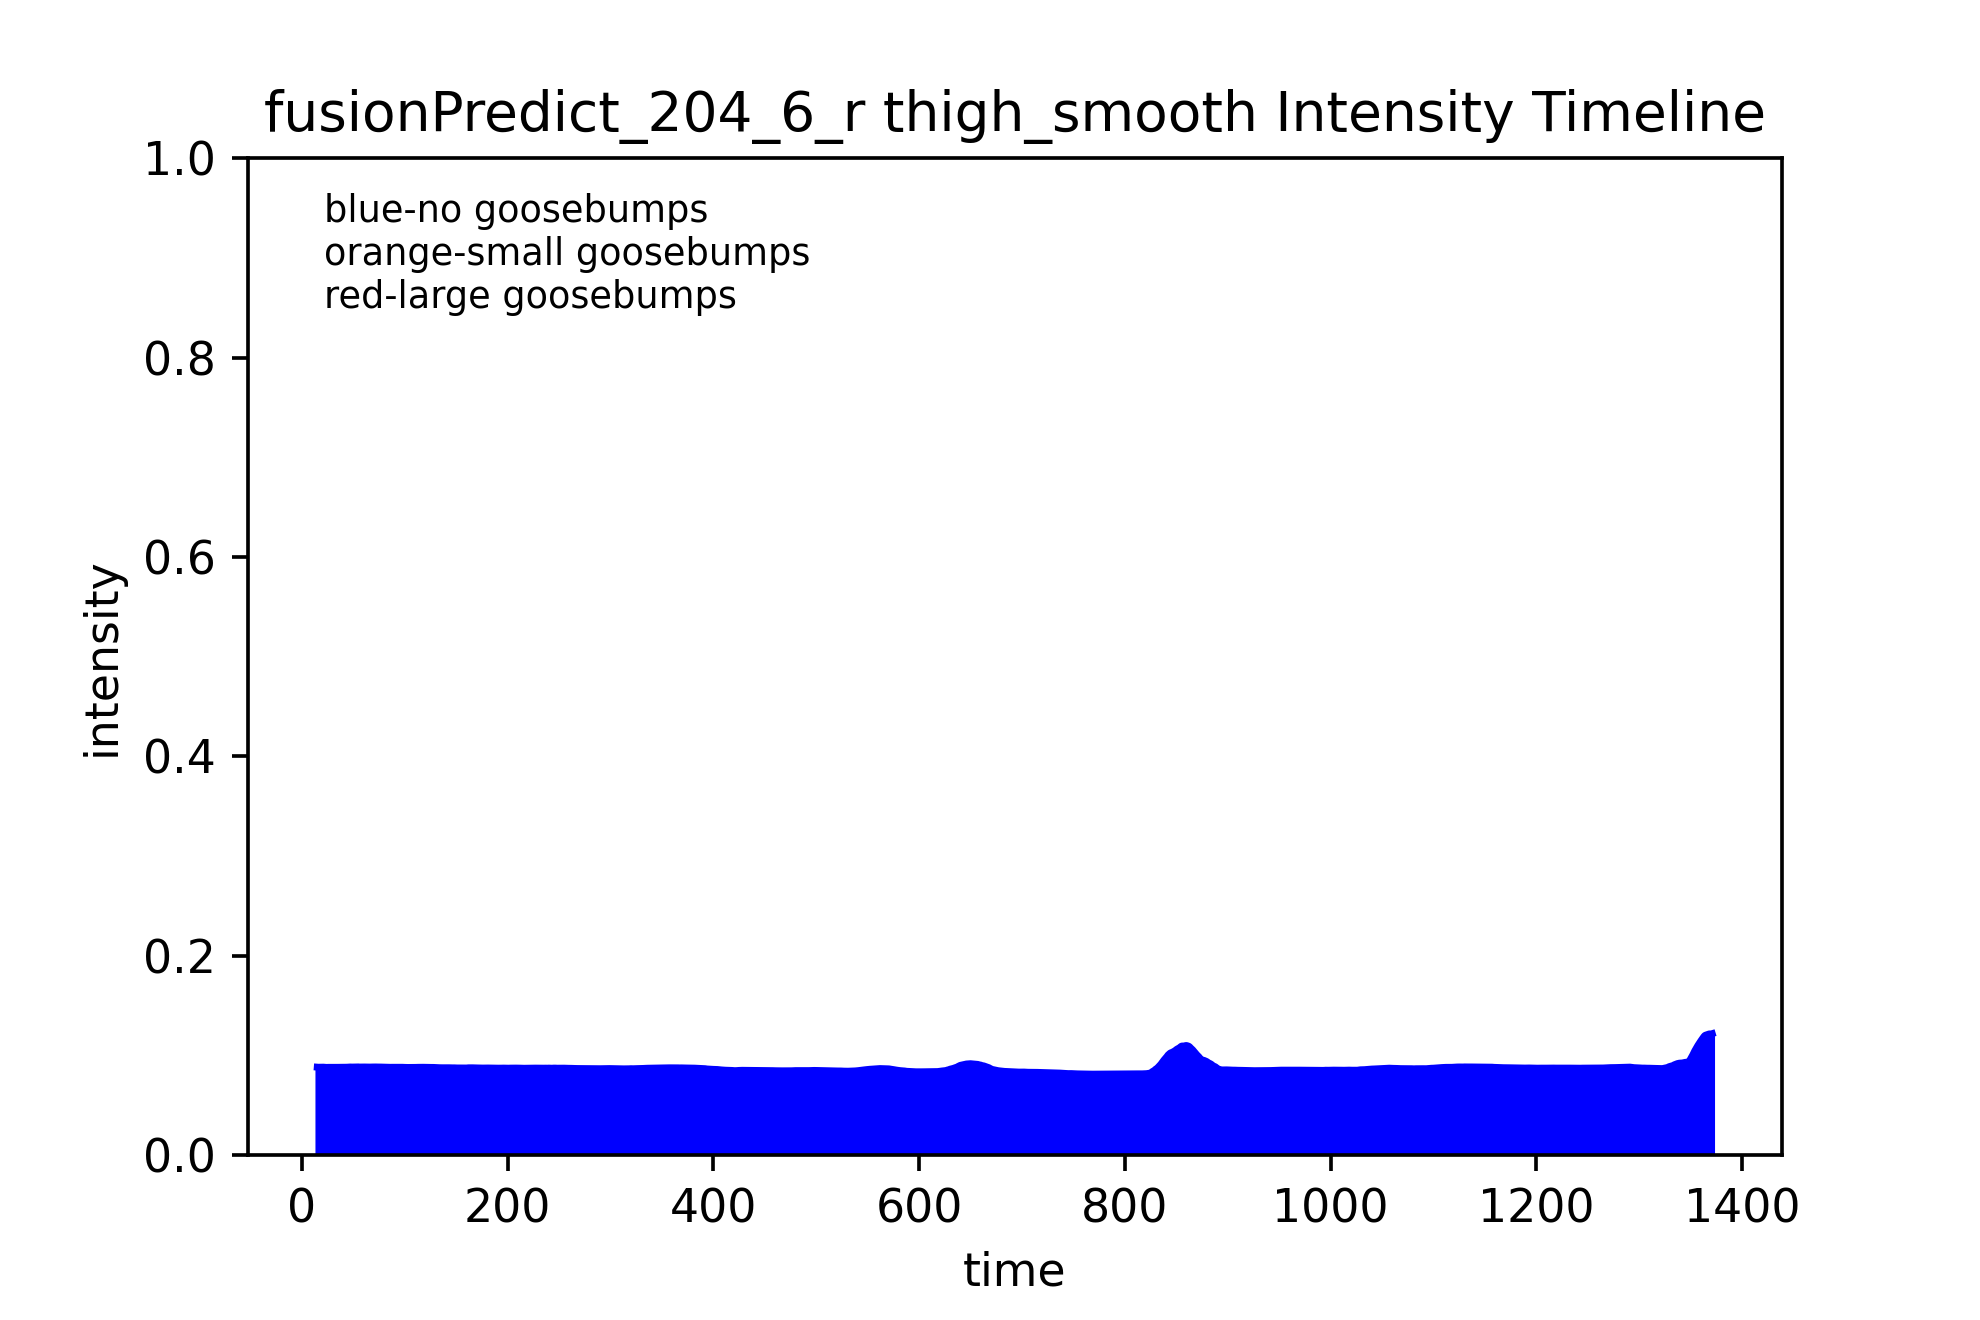 fusionPredict_204_6_r thigh_smooth Intensity Timeline
blue-no goosebumps
orange-small goosebumps
red-large goosebumps
1.0
0.8
0.6
0.4
0.2
0.0
intensity
0 200 400 600 800 1000 1200 1400
time